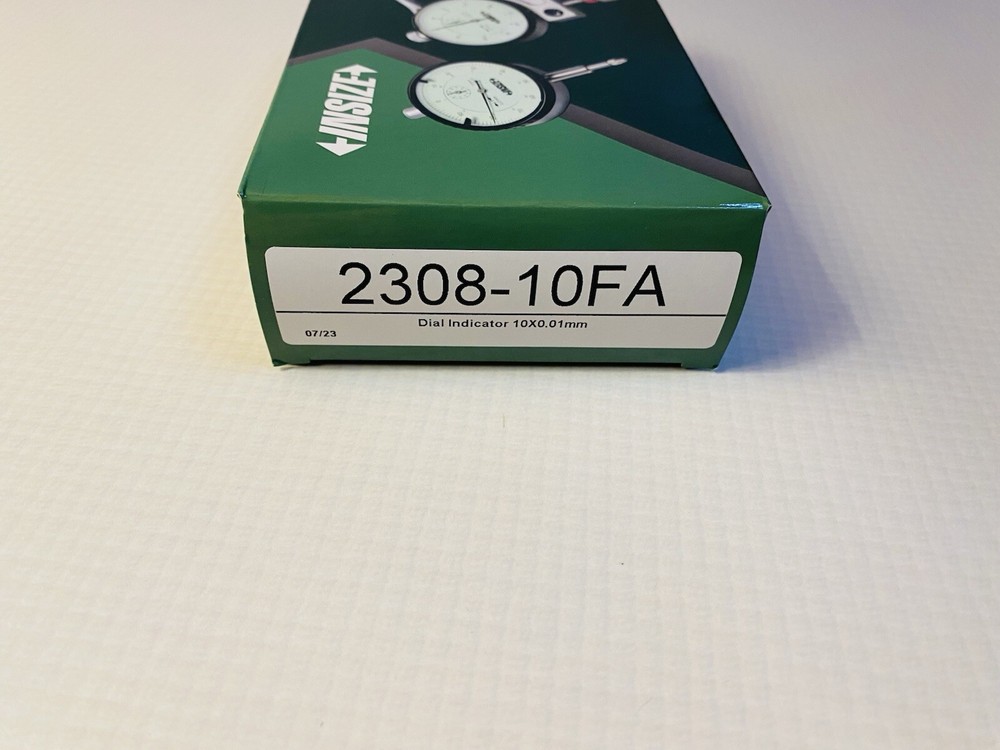 INSIZE
2308-10FA
Dial Indicator 10X0.01mm
07/23